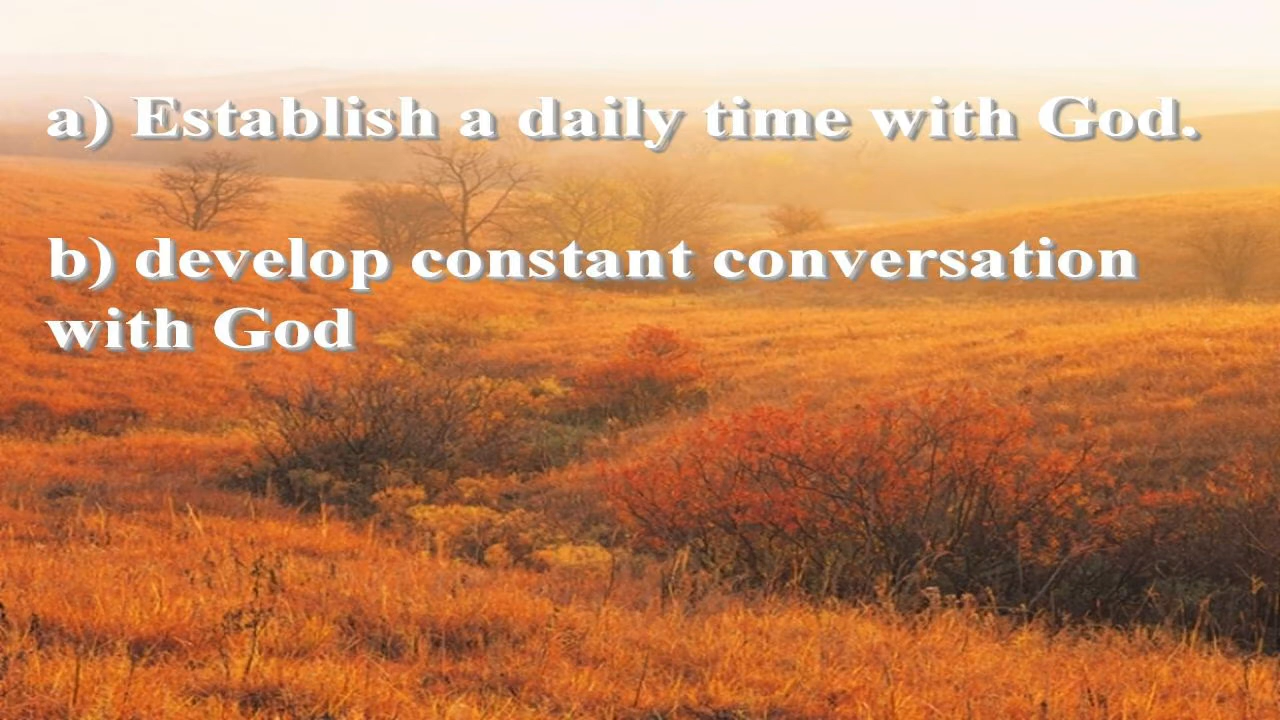 a) Establish a daily time with God.
b) develop constant conversation
with God